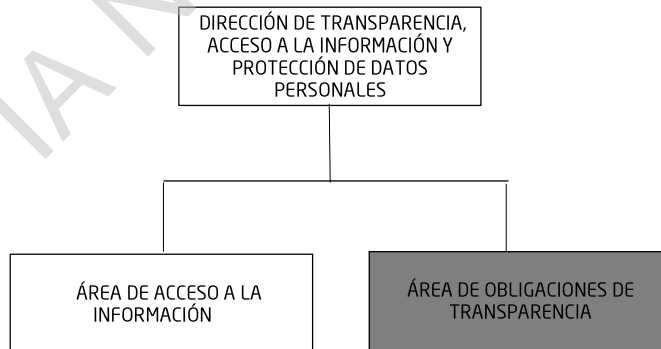 DIRECCIÓN DE TRANSPARENCIA,
ACCESO A LA INFORMACIÓN Y
PROTECCIÓN DE DATOS
PERSONALES
ÁREA DE ACCESO A LA
INFORMACIÓN
ÁREA DE OBLIGACIONES DE
TRANSPARENCIA